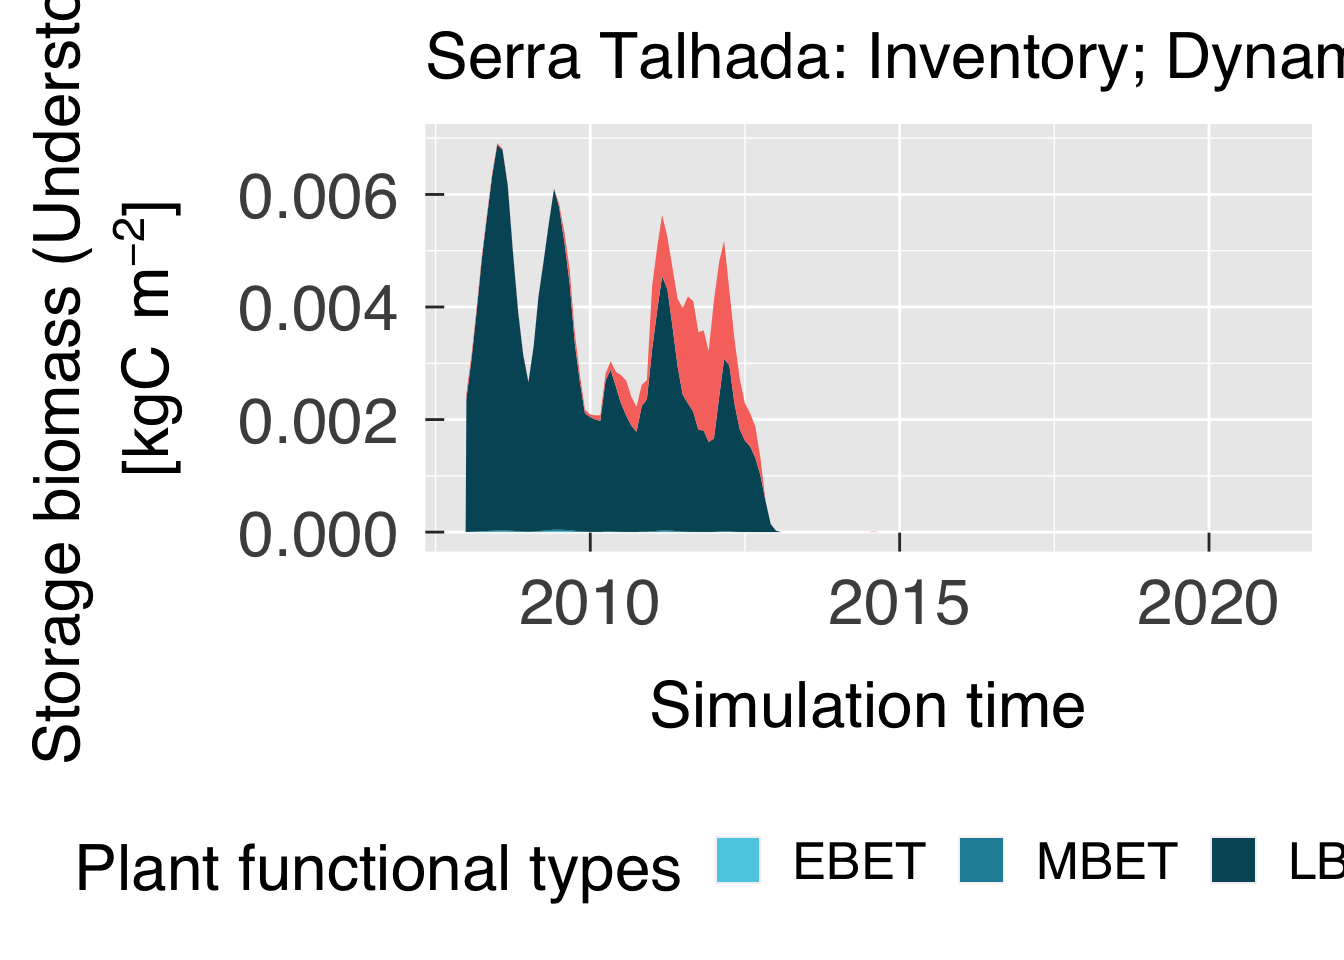 Serra Talhada: Inventory; Dynam
Storage biomass (Understo
[kgC m−2]
0.006
0.004
0.002
0.000
2010 2015 2020
Simulation time
Plant functional types EBET MBET LB